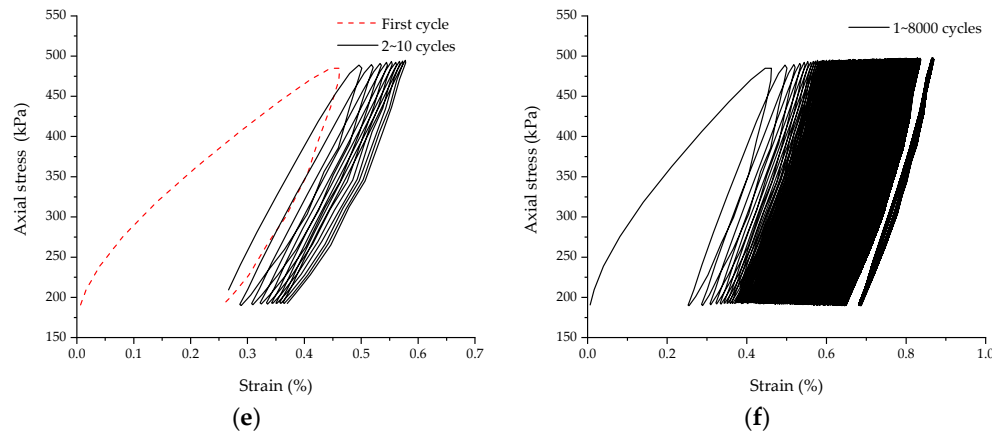 500
450
400
350
300
250
200
150
Axial stress (kPa)
First cycle
2~10 cycles
0.0 0.1 0.2 0.3 0.4 0.5 0.6 0.7
Strain (%)
(e)
500
450
400
350
300
250
200
150
Axial stress (kPa)
1~8000 cycles
0.0 0.2 0.4 0.6 0.8 1.0
Strain (%)
(f)